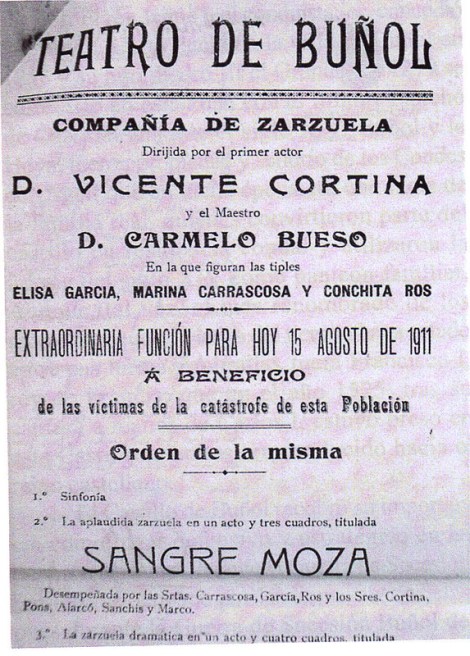 TEATRO DE BUÑOL
COMPAÑÍA DE ZARZUELA
Dirijida por el primer actor
D. VICENTE CORTINA
y el Maestro
D. CARMELO BUESO
En la que figuran las tiples
ELISA GARCIA, MARINA CARRASCOSA Y CONCHITA ROS
EXTRAORDINARIA FUNCIÓN PARA HOY 15 AGOSTO DE 1911
Á BENEFICIO
de las víctimas de la catástrofe de esta Población
Orden de la misma
1.º Sinfonía
2.º La aplaudida zarzuela en un acto y tres cuadros, titulada
SANGRE MOZA
Desempeñada por las Srtas. Carrascosa, García, Ros y los Sres. Cortina,
Pons, Alarcó, Sanchis y Marco.
3.º La zarzuela dramatica en un acto y cuatro cuadros, titulada